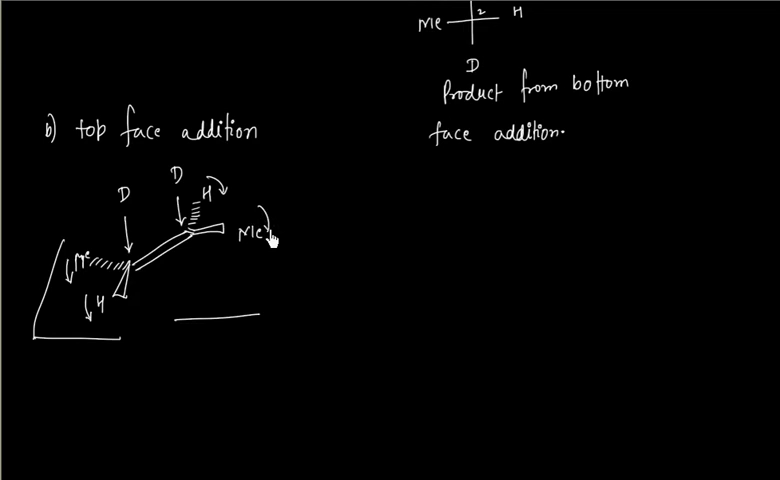 Me 2 H
D
Product from bottom
face addition.
b) top face addition
D D
H
Me
Me
H